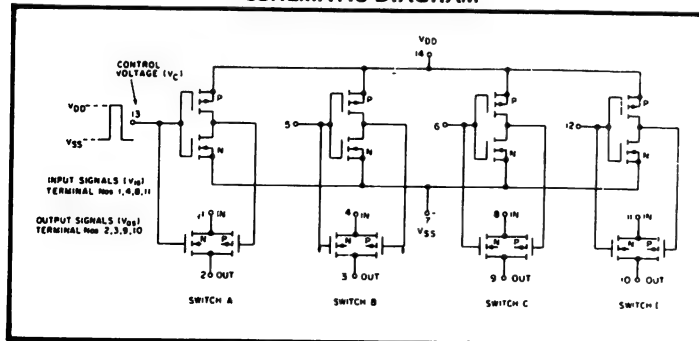 SCHEMATIC DIAGRAM
VDD
14
CONTROL
VOLTAGE (VC)
VDD
13
VSS
P
P
P
P
5
6
12
N
N
N
N
INPUT SIGNALS (VIS)
TERMINAL Nos 1,4,8,11
OUTPUT SIGNALS (VOS)
TERMINAL Nos 2,3,9,10
7
VSS
1 IN
4 IN
8 IN
11 IN
N P
N P
N P
N P
2 OUT
3 OUT
9 OUT
10 OUT
SWITCH A
SWITCH B
SWITCH C
SWITCH